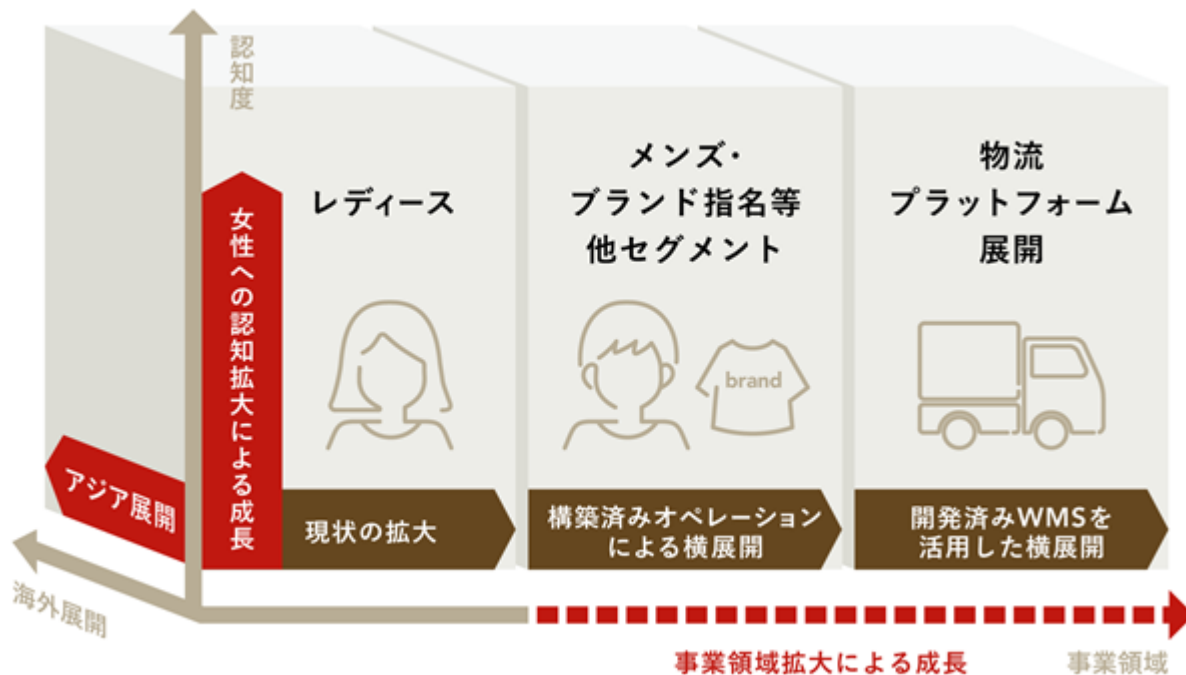 認知度
女性への認知拡大による成長
アジア展開
海外展開
レディース
現状の拡大
メンズ・
ブランド指名等
他セグメント
brand
構築済みオペレーション
による横展開
物流
プラットフォーム
展開
開発済みWMSを
活用した横展開
事業領域拡大による成長
事業領域